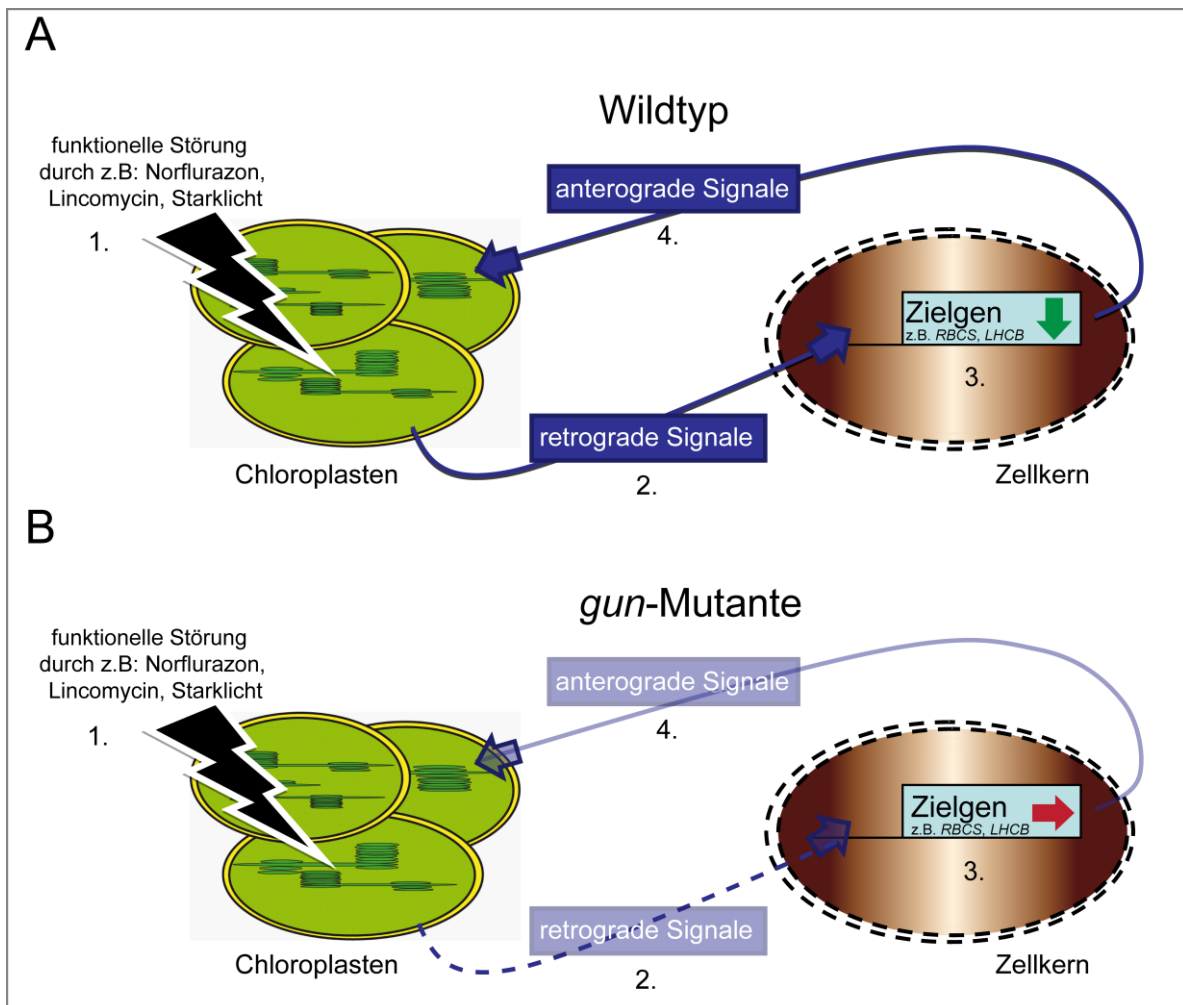 A
Wildtyp
funktionelle Störung
durch z.B: Norflurazon,
Lincomycin, Starklicht
1.
anterograde Signale
4.
Zielgen
z.B. RBCS, LHCB
3.
retrograde Signale
2.
Chloroplasten
Zellkern
B
gun-Mutante
funktionelle Störung
durch z.B: Norflurazon,
Lincomycin, Starklicht
1.
anterograde Signale
4.
Zielgen
z.B. RBCS, LHCB
3.
retrograde Signale
2.
Chloroplasten
Zellkern